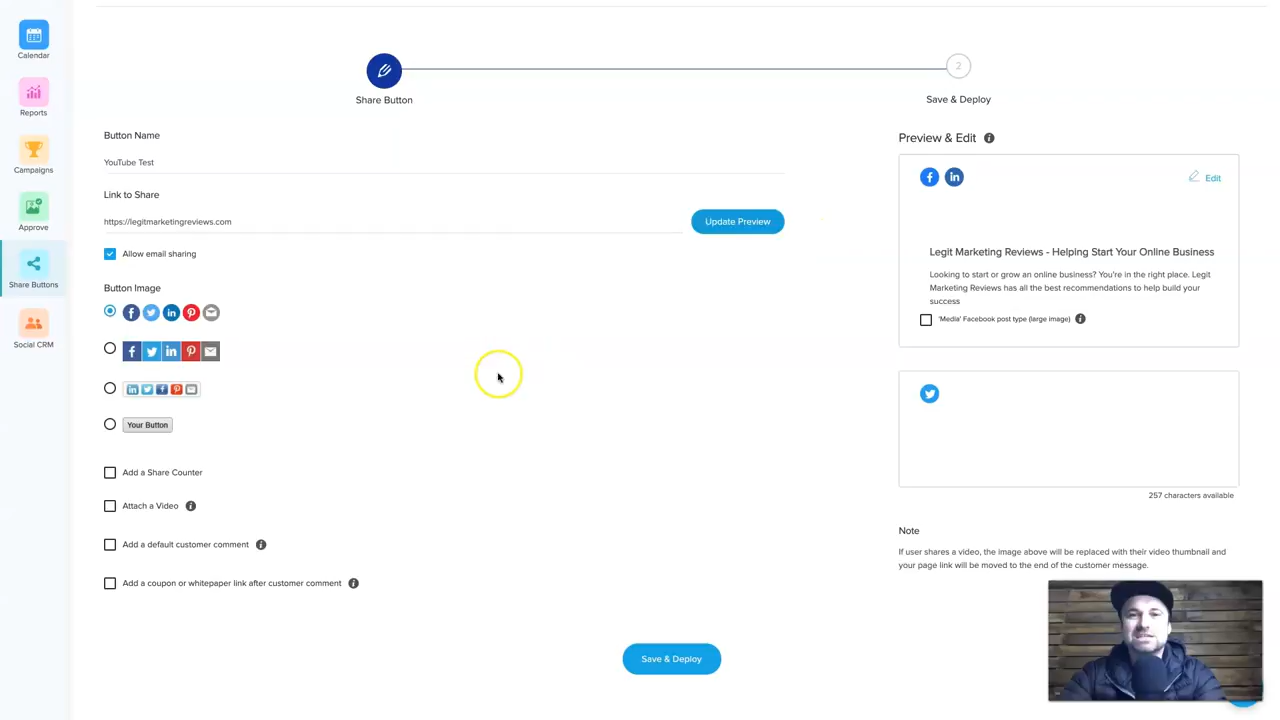 Calendar
Reports
Campaigns
Approve
Share Buttons
Social CRM
Share Button
2
Save & Deploy
Button Name
YouTube Test
Link to Share
https://legitmarketingreviews.com
Update Preview
Allow email sharing
Button Image
Your Button
Add a Share Counter
Attach a Video
Add a default customer comment
Add a coupon or whitepaper link after customer comment
Save & Deploy
Preview & Edit
Edit
Legit Marketing Reviews - Helping Start Your Online Business
Looking to start or grow an online business? You're in the right place. Legit
Marketing Reviews has all the best recommendations to help build your
success
'Media' Facebook post type (large image)
257 characters available
Note
If user shares a video, the image above will be replaced with their video thumbnail and
your page link will be moved to the end of the customer message.